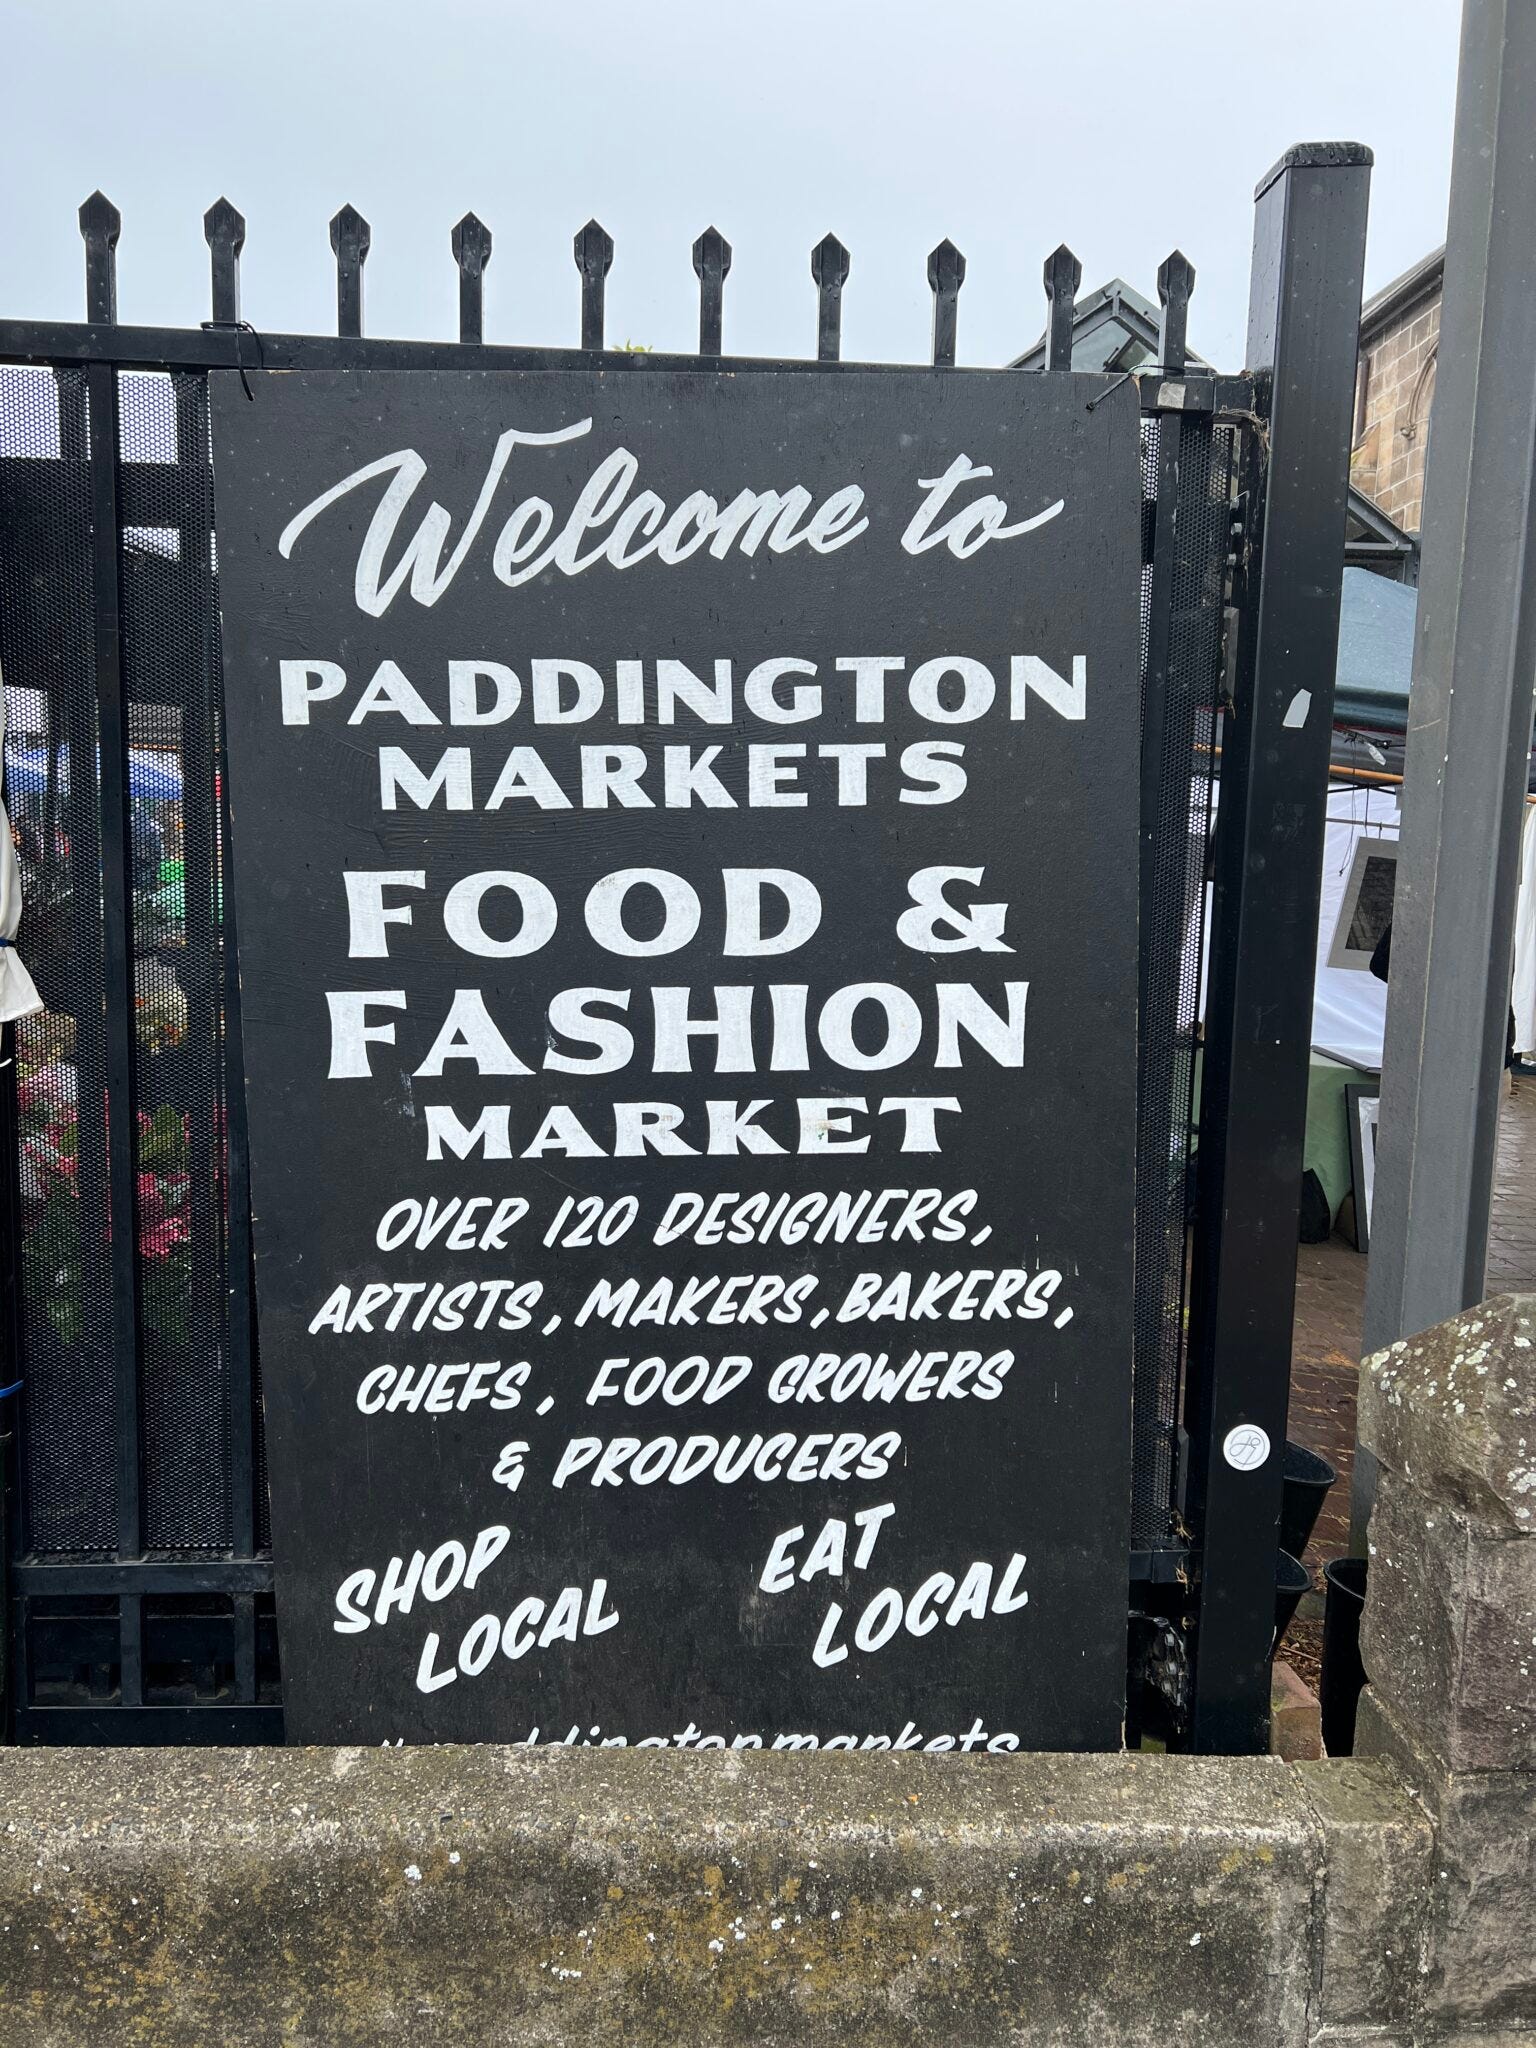 Welcome to
PADDINGTON
MARKETS
FOOD &
FASHION
MARKET
OVER 120 DESIGNERS,
ARTISTS, MAKERS, BAKERS,
CHEFS, FOOD GROWERS
& PRODUCERS
SHOP
LOCAL
EAT
LOCAL
#paddingtonmarkets